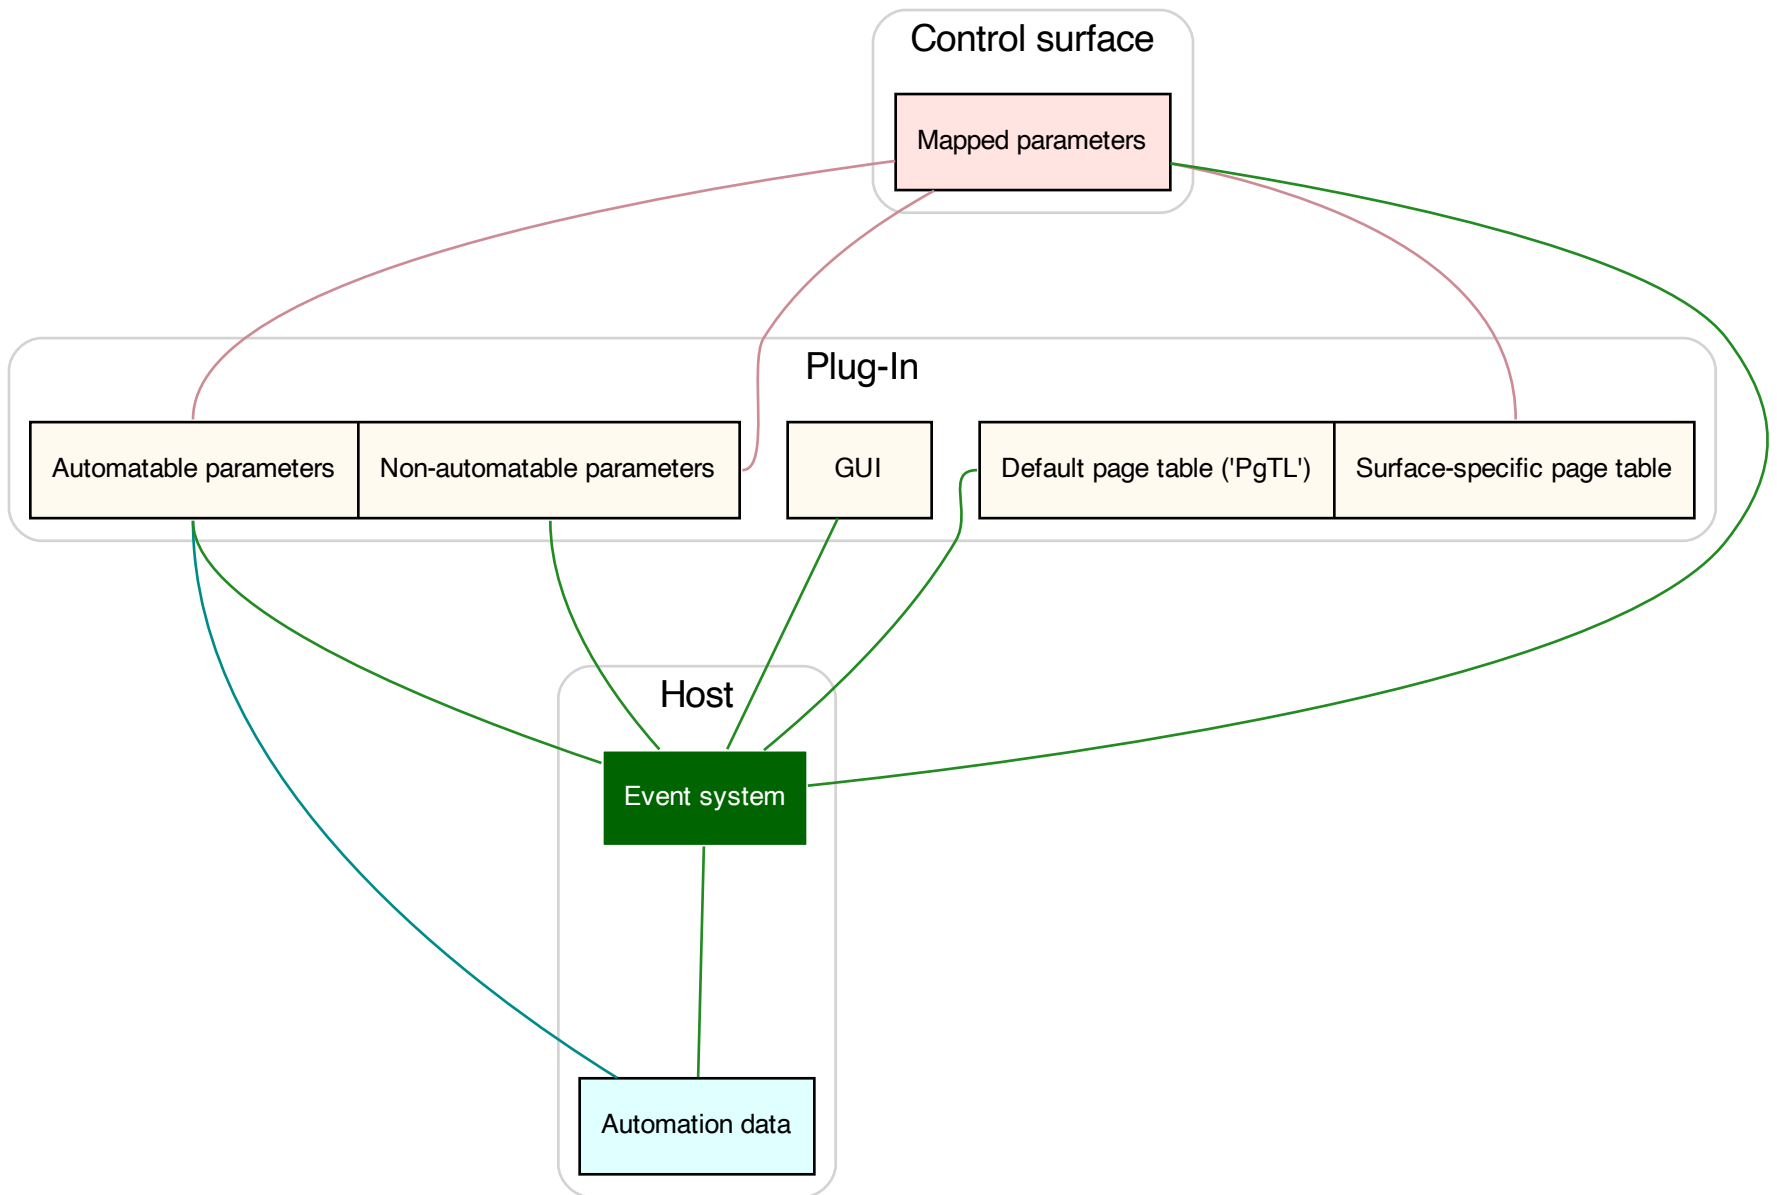 Control surface
Mapped parameters
Plug-In
Automatable parameters
Non-automatable parameters
GUI
Default page table ('PgTL')
Surface-specific page table
Host
Event system
Automation data